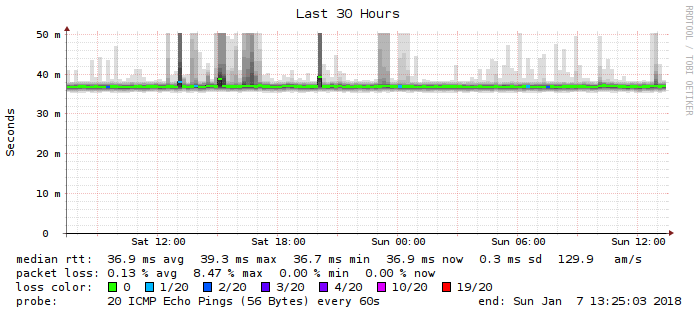 Last 30 Hours
50 m
40 m
30 m
20 m
10 m
0
Seconds
Sat 12:00 Sat 18:00 Sun 00:00 Sun 06:00 Sun 12:00
RRDTOOL / TOBI OETIKER
median rtt: 36.9 ms avg 39.3 ms max 36.7 ms min 36.9 ms now 0.3 ms sd 129.9 am/s
packet loss: 0.13 % avg 8.47 % max 0.00 % min 0.00 % now
loss color: 0 1/20 2/20 3/20 4/20 10/20 19/20
probe: 20 ICMP Echo Pings (56 Bytes) every 60s end: Sun Jan 7 13:25:03 2018